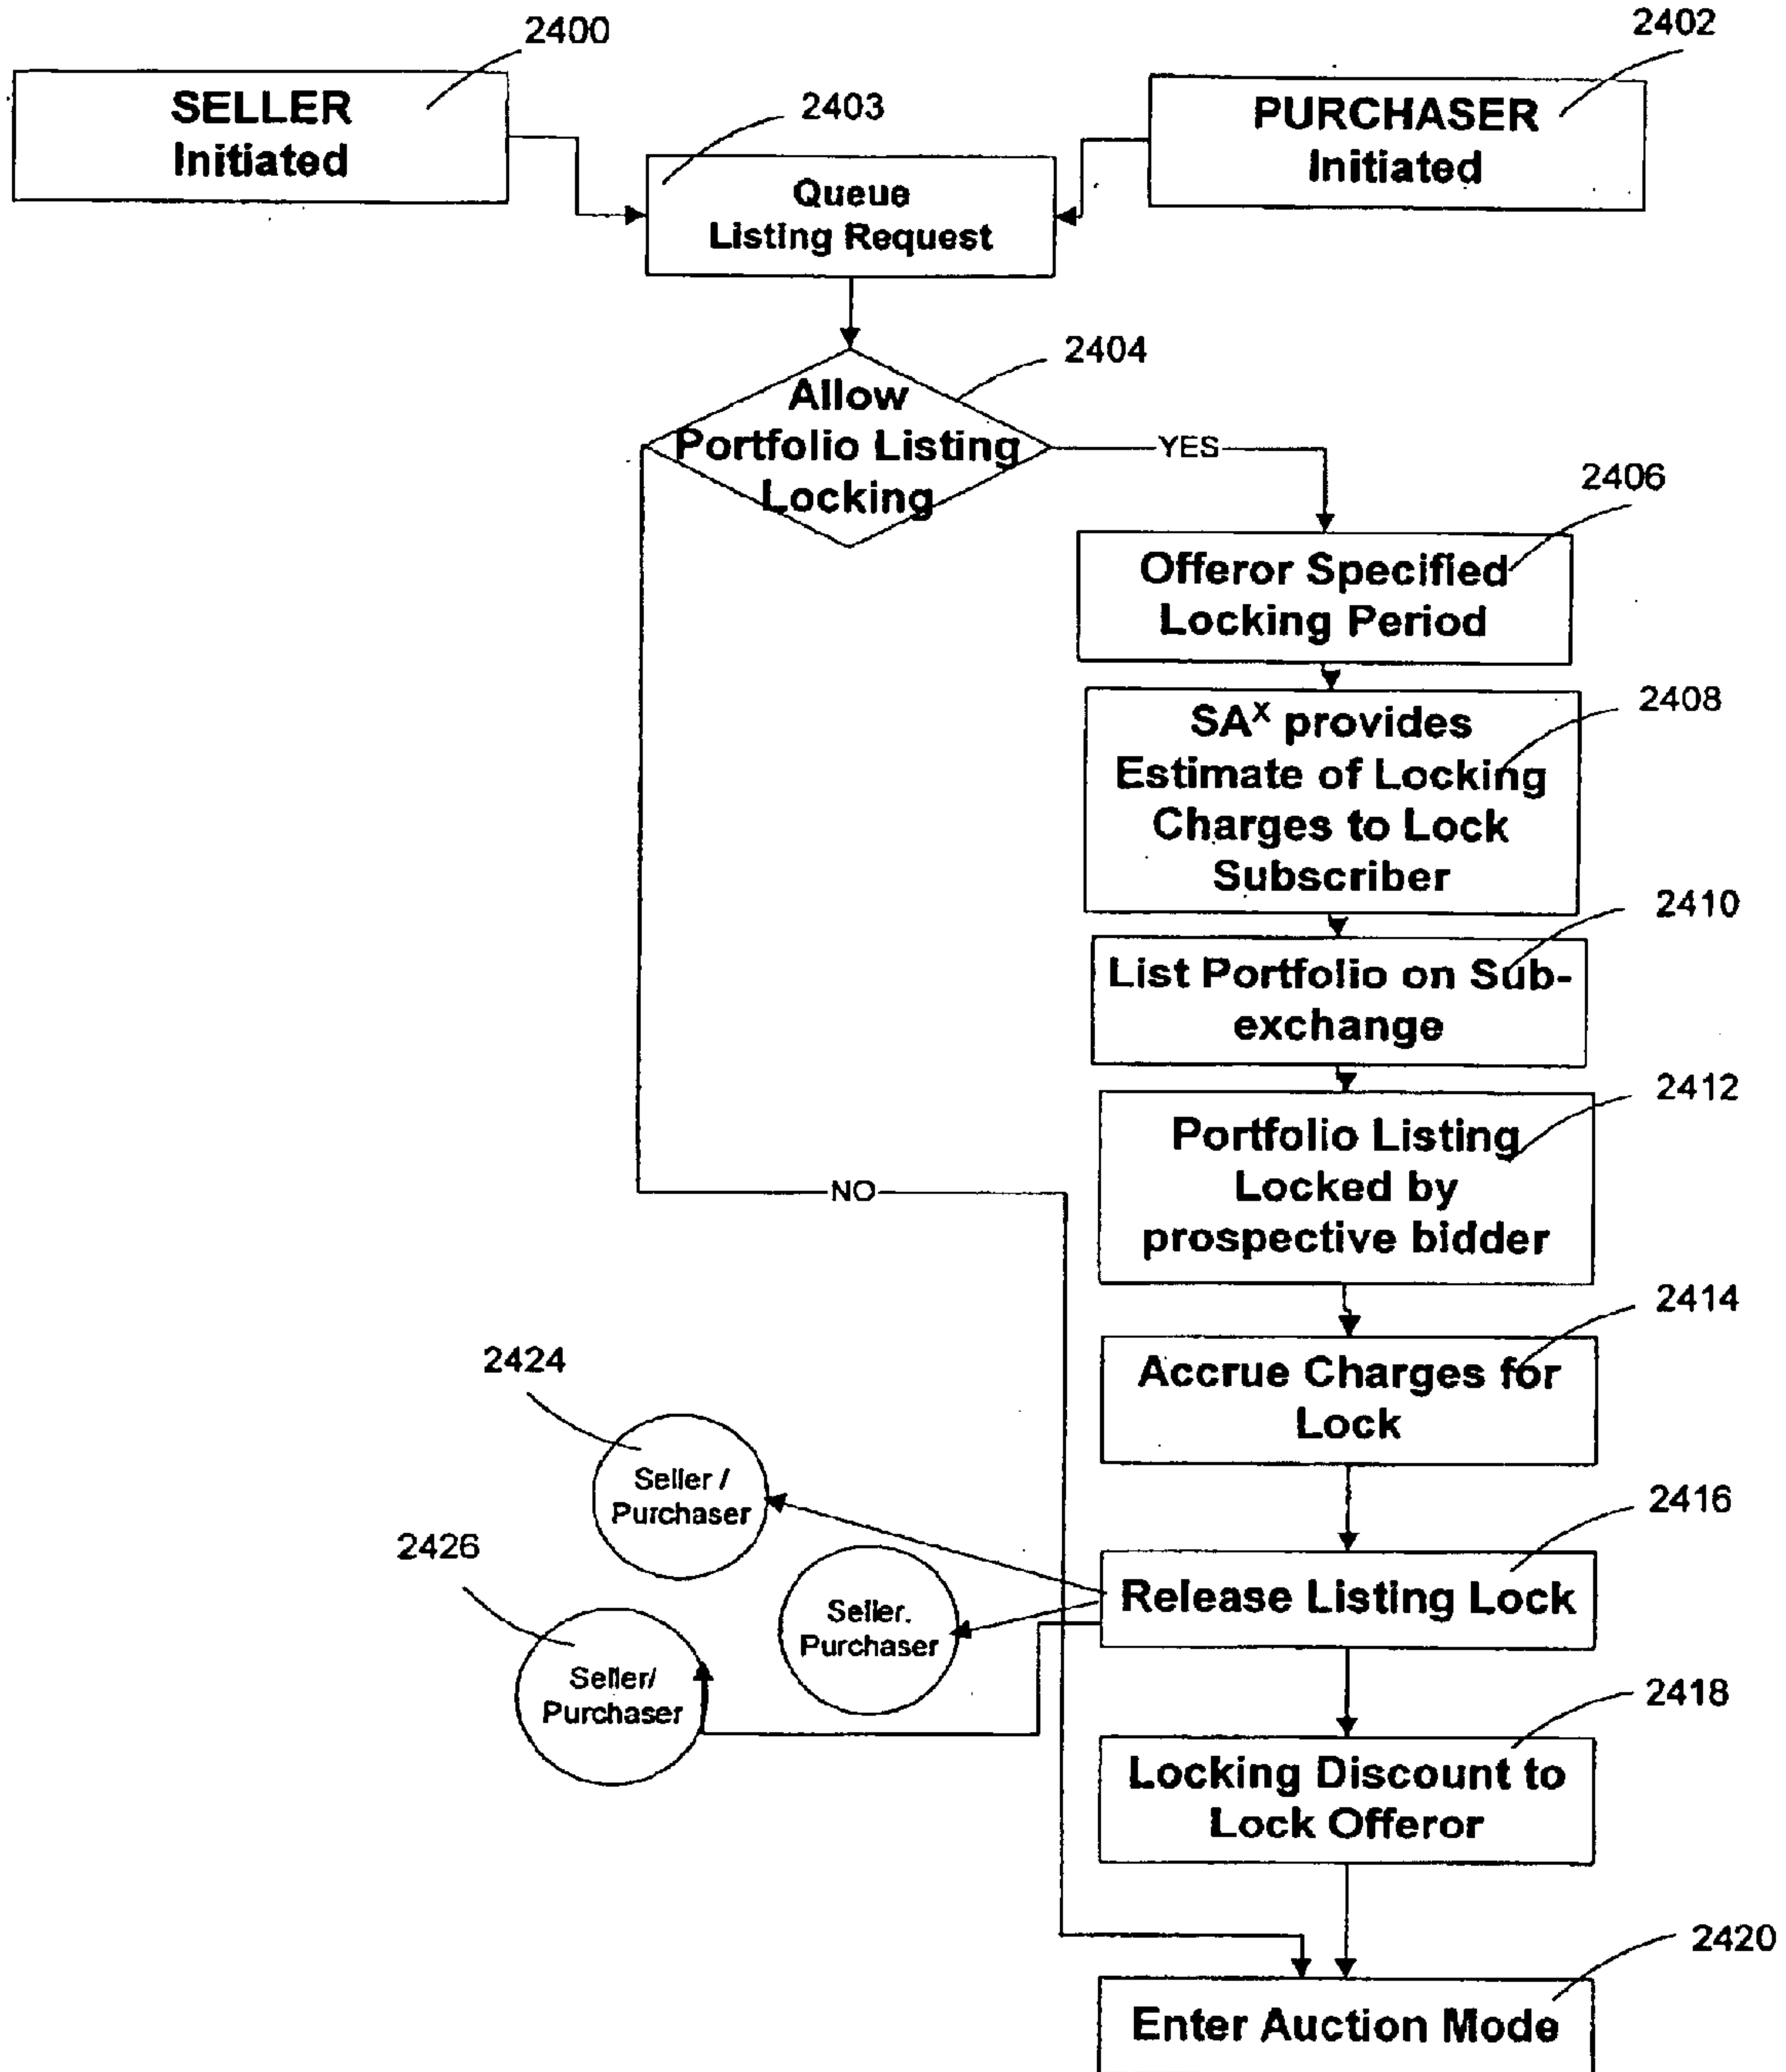 2400
2402
SELLER
Initiated
2403
PURCHASER
Initiated
Queue
Listing Request
2404
Allow
Portfolio Listing
Locking
YES
2406
Offeror Specified
Locking Period
2408
SAX provides
Estimate of Locking
Charges to Lock
Subscriber
2410
List Portfolio on Sub-
exchange
2412
Portfolio Listing
Locked by
prospective bidder
NO
2414
Accrue Charges for
Lock
2424
Seller /
Purchaser
2416
Release Listing Lock
2426
Seller.
Purchaser
Seller/
Purchaser
2418
Locking Discount to
Lock Offeror
2420
Enter Auction Mode